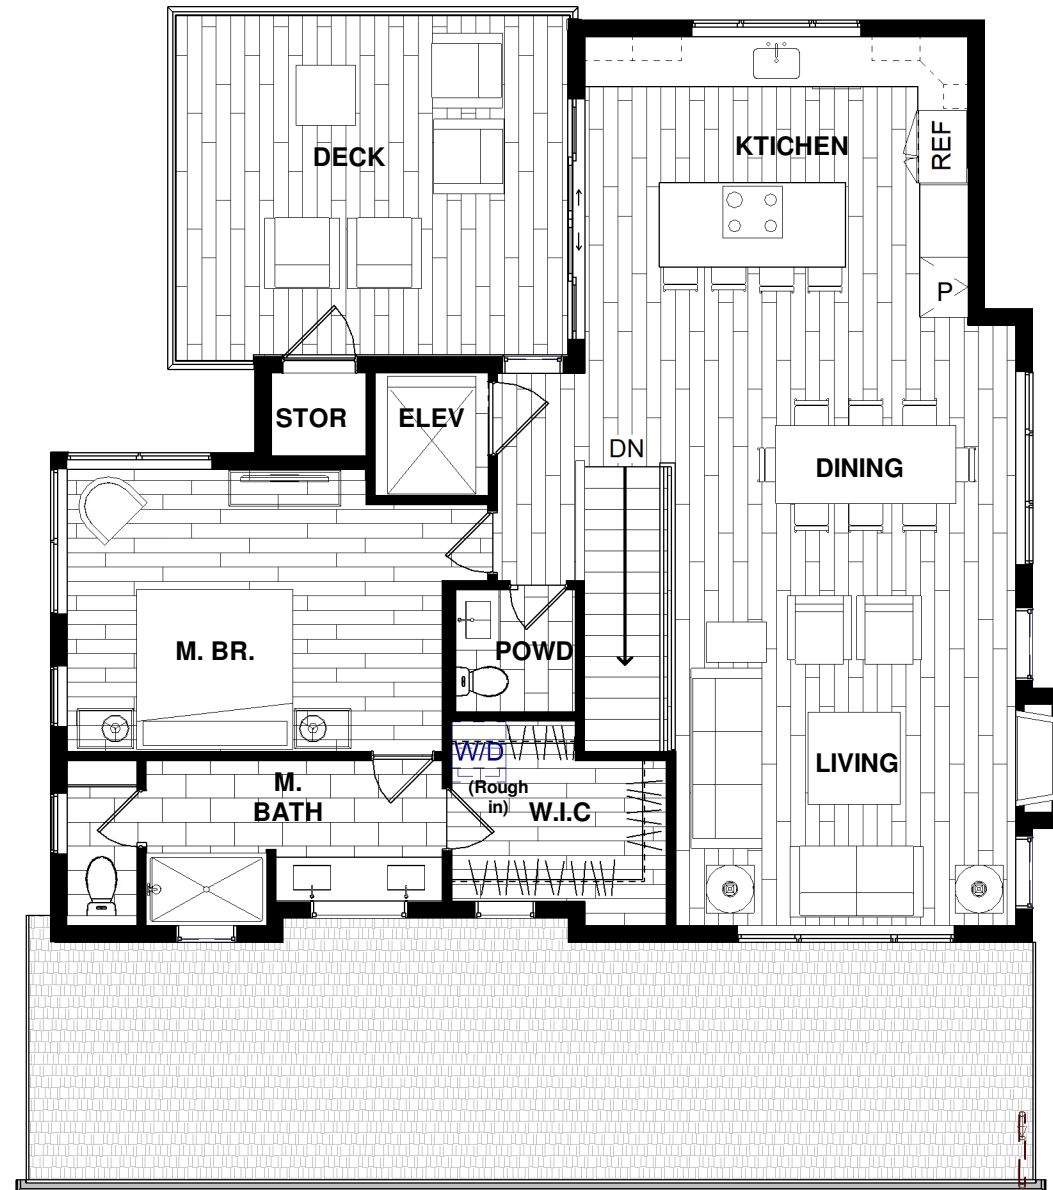 DECK
KTICHEN
REF
P
STOR
ELEV
DN
DINING
M. BR.
POWD
W/D
(Rough
in)
W.I.C
M.
BATH
LIVING